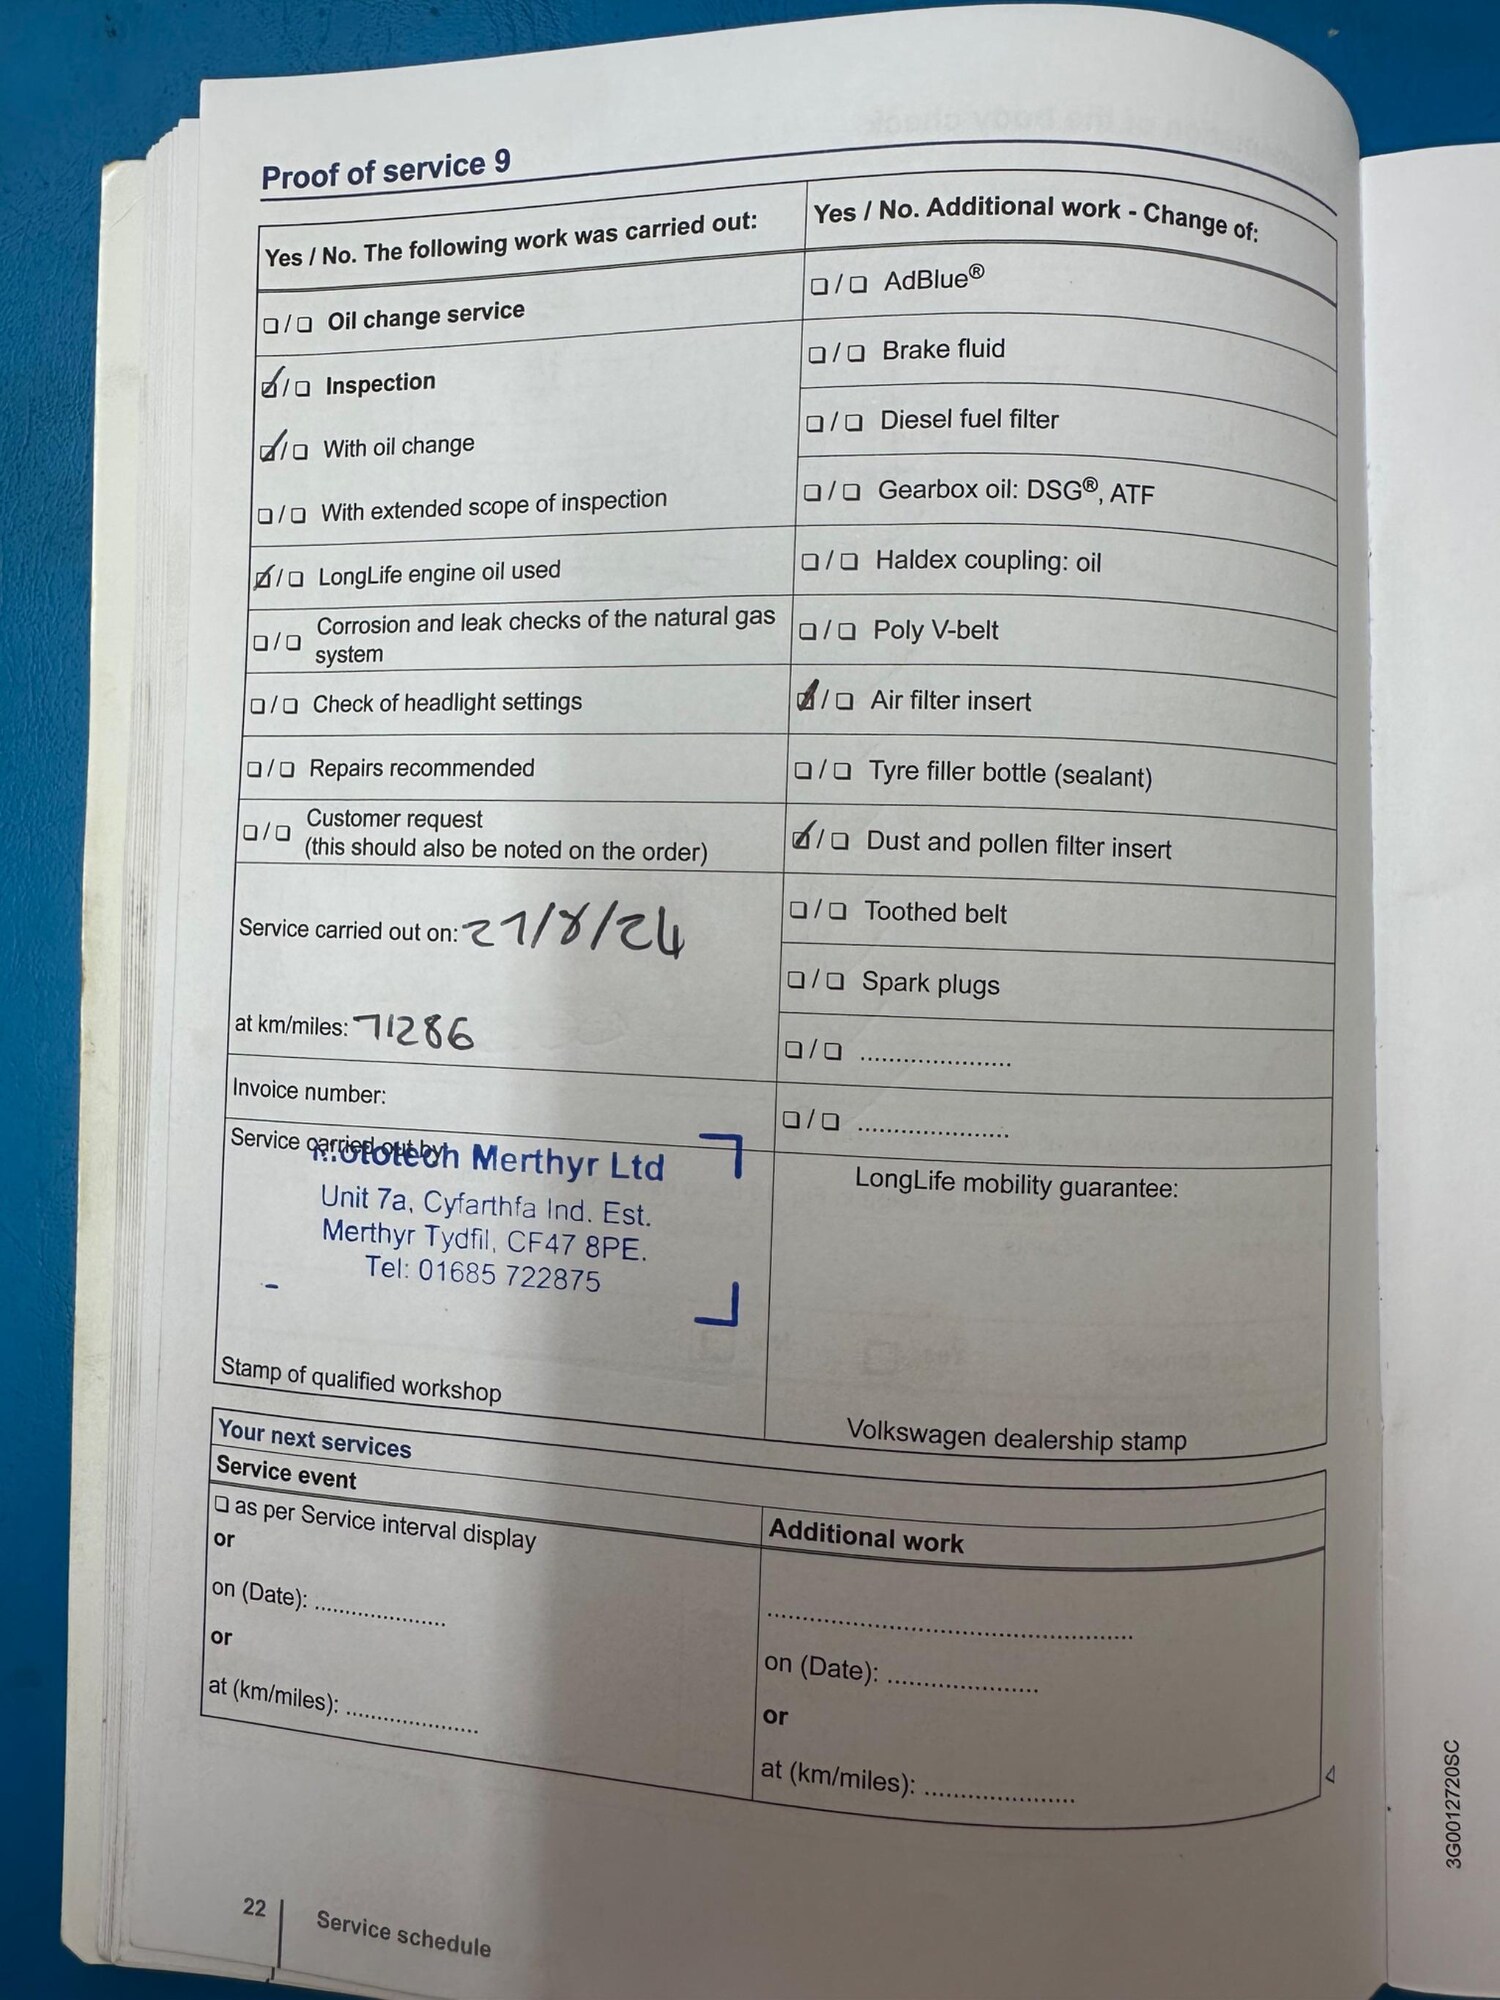 Proof of service 9
Yes / No. The following work was carried out:
❏ / ❏ Oil change service
☑ / ❏ Inspection
☑ / ❏ With oil change
❏ / ❏ With extended scope of inspection
☑ / ❏ LongLife engine oil used
❏ / ❏ Corrosion and leak checks of the natural gas
system
❏ / ❏ Check of headlight settings
❏ / ❏ Repairs recommended
❏ / ❏ Customer request
(this should also be noted on the order)
Service carried out on: 27/8/24
at km/miles: 71286
Invoice number:
Service carried out by
Mototech Merthyr Ltd
Unit 7a, Cyfarthfa Ind. Est.
Merthyr Tydfil, CF47 8PE.
Tel: 01685 722875
Stamp of qualified workshop
Yes / No. Additional work - Change of:
❏ / ❏ AdBlue®
❏ / ❏ Brake fluid
❏ / ❏ Diesel fuel filter
❏ / ❏ Gearbox oil: DSG®, ATF
❏ / ❏ Haldex coupling: oil
❏ / ❏ Poly V-belt
☑ / ❏ Air filter insert
❏ / ❏ Tyre filler bottle (sealant)
☑ / ❏ Dust and pollen filter insert
❏ / ❏ Toothed belt
❏ / ❏ Spark plugs
❏ / ❏ .....................
❏ / ❏ .....................
LongLife mobility guarantee:
Volkswagen dealership stamp
Your next services
Service event
❏ as per Service interval display
or
on (Date): ....................
or
at (km/miles): ....................
Additional work
..................................................
on (Date): .....................
or
at (km/miles): .....................
22
Service schedule
3G0012720SC